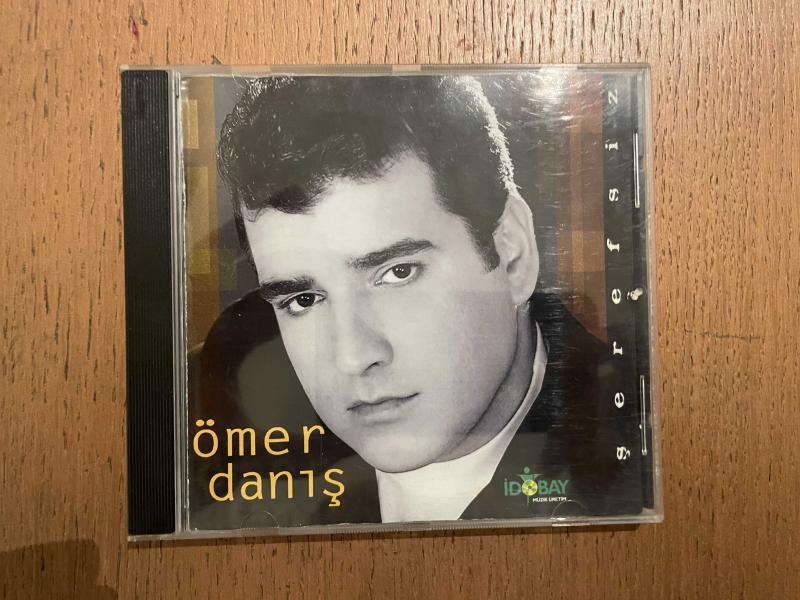 ömer
danış
şerefsiz
İDOBAY
MÜZİK ÜRETİM